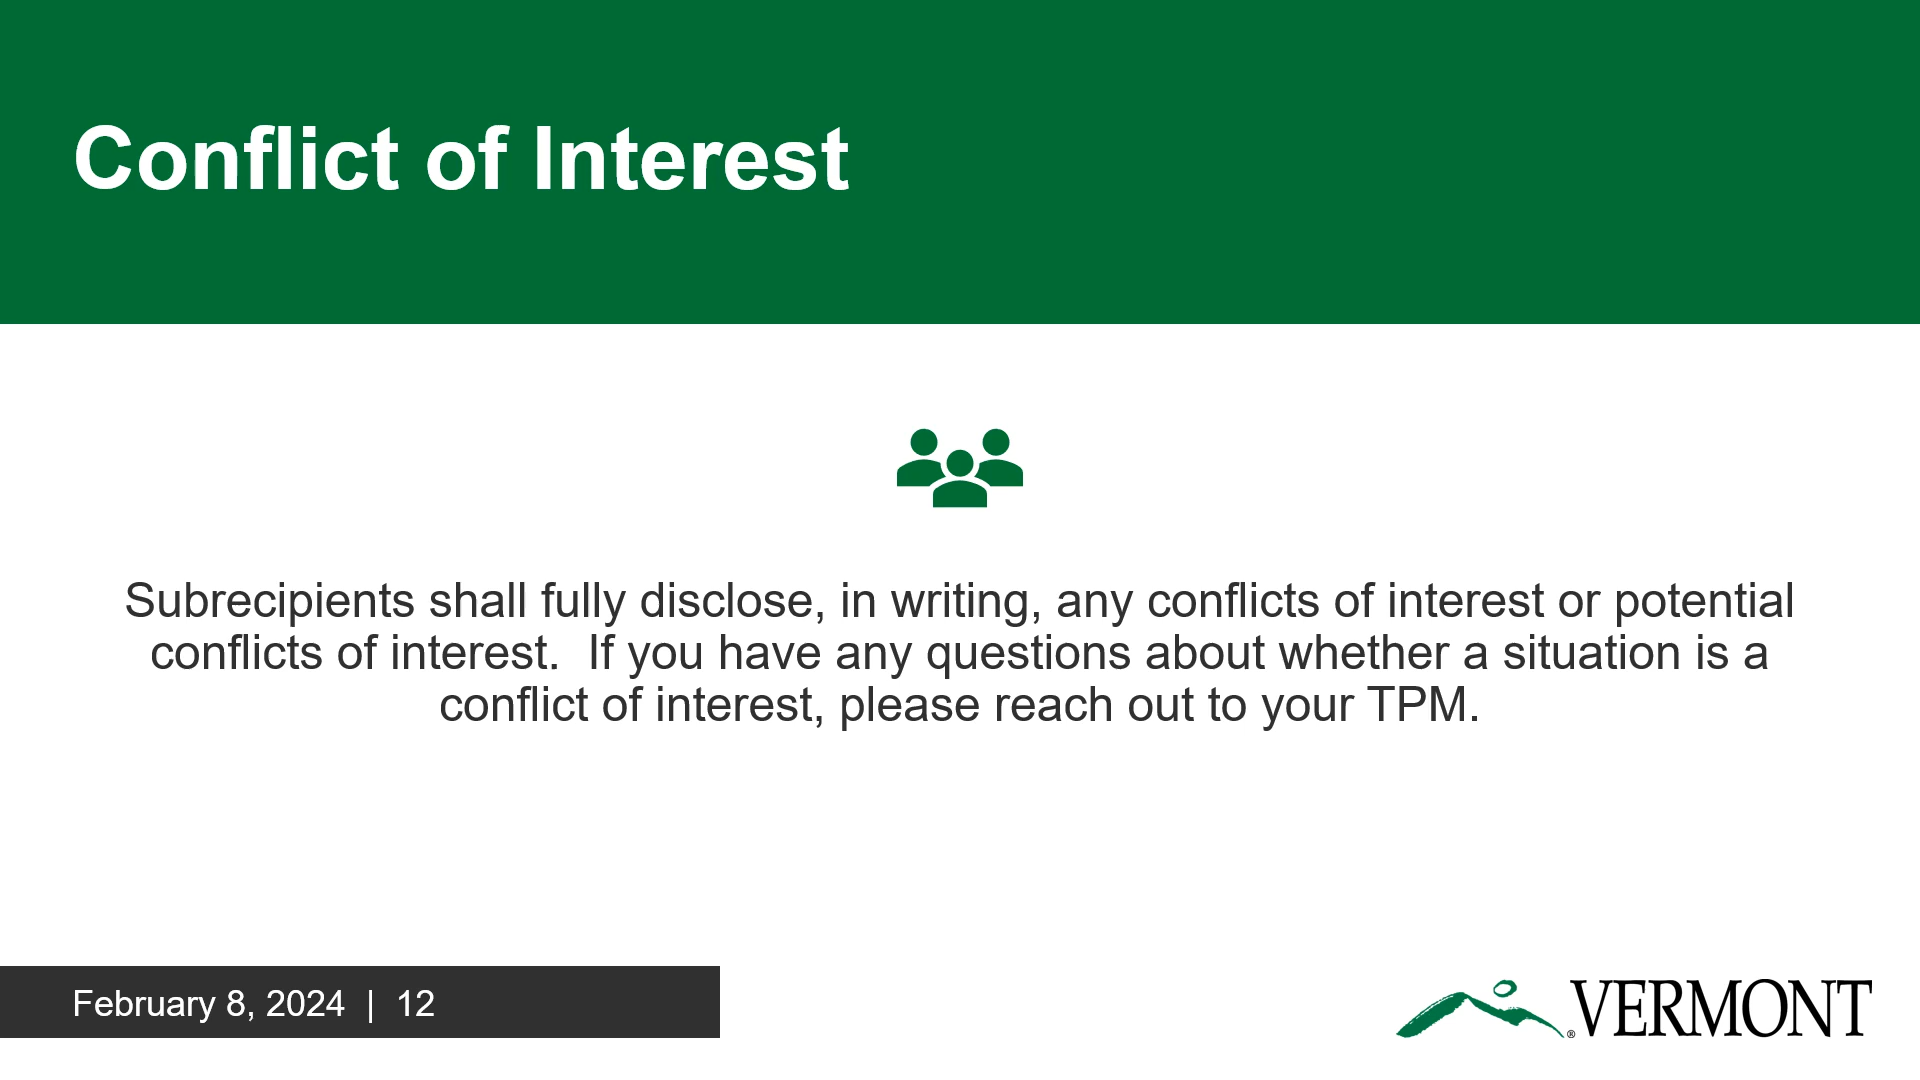 Conflict of Interest
Subrecipients shall fully disclose, in writing, any conflicts of interest or potential
conflicts of interest.  If you have any questions about whether a situation is a
conflict of interest, please reach out to your TPM.
February 8, 2024 | 12
® VERMONT